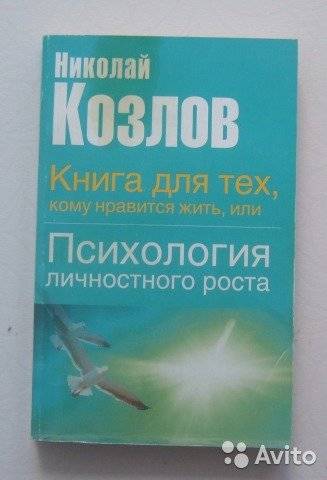 Николай
Козлов
Книга для тех,
кому нравится жить, или
Психология
личностного роста
Avito